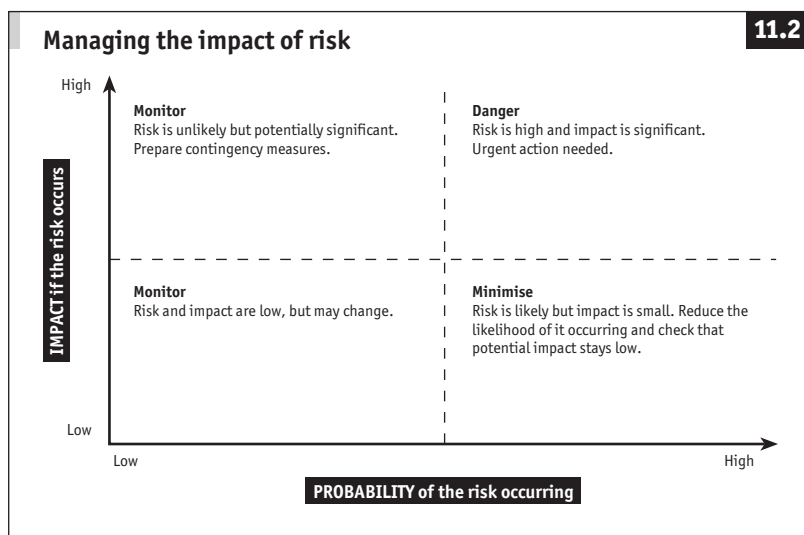 Managing the impact of risk
11.2
High
Monitor
Risk is unlikely but potentially significant.
Prepare contingency measures.
Danger
Risk is high and impact is significant.
Urgent action needed.
IMPACT if the risk occurs
Monitor
Risk and impact are low, but may change.
Minimise
Risk is likely but impact is small. Reduce the
likelihood of it occurring and check that
potential impact stays low.
Low
Low
High
PROBABILITY of the risk occurring